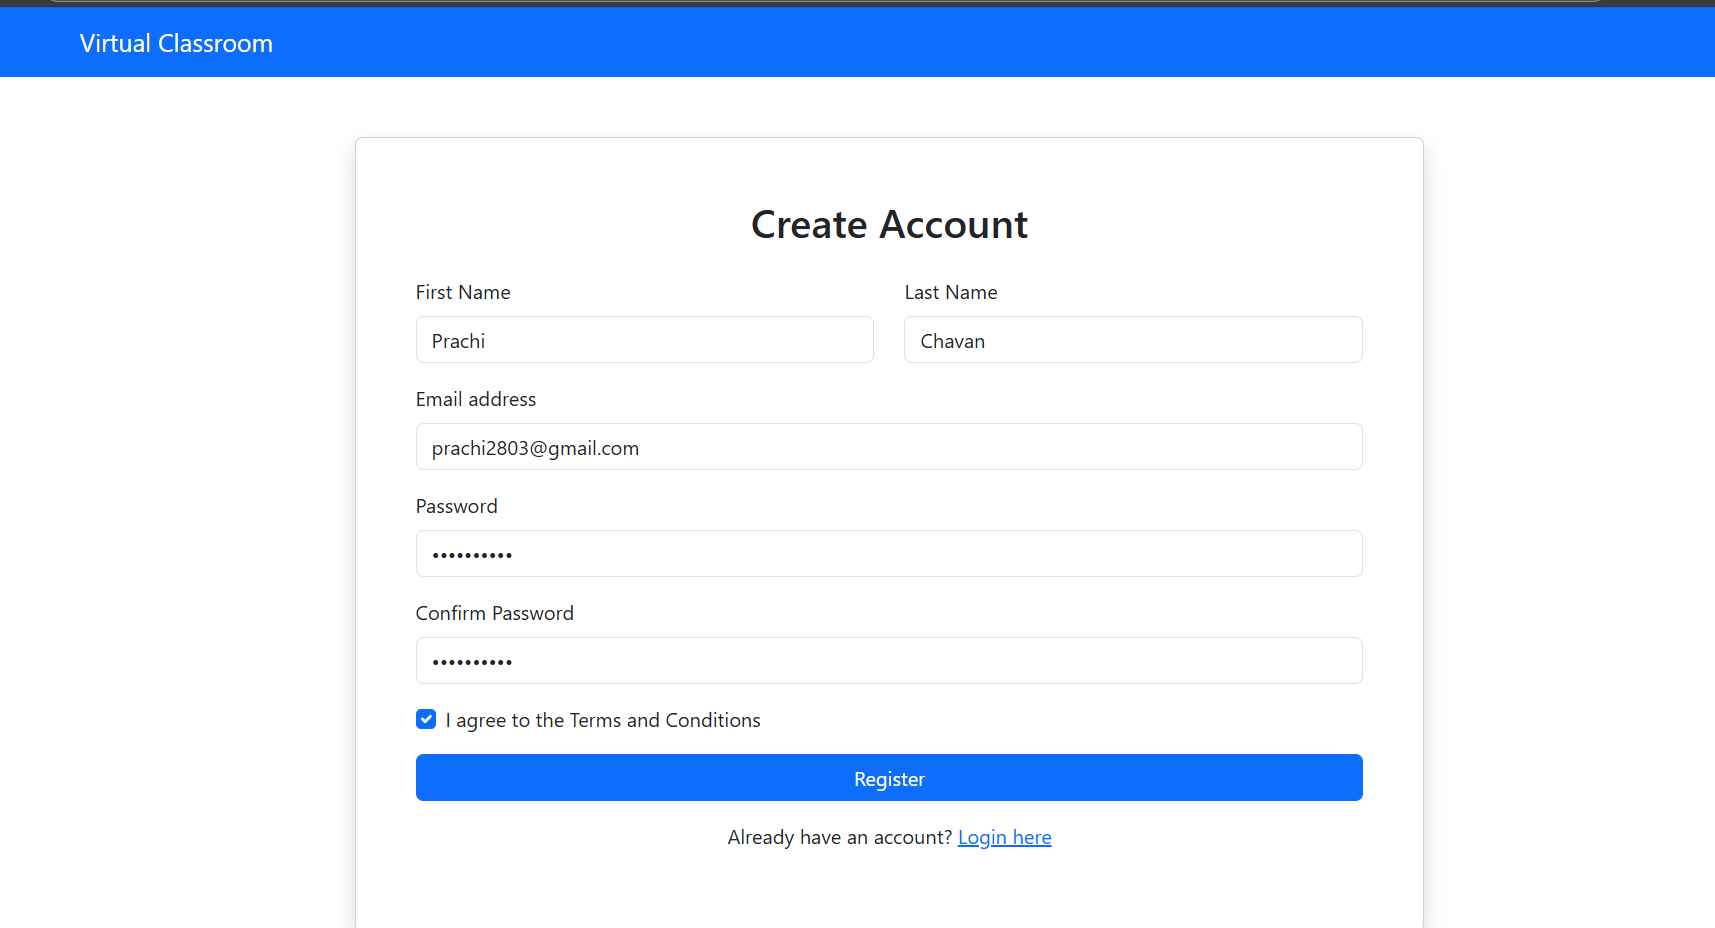 Virtual Classroom
Create Account
First Name
Last Name
Prachi
Chavan
Email address
prachi2803@gmail.com
Password
••••••••••
Confirm Password
••••••••••
I agree to the Terms and Conditions
Register
Already have an account? Login here